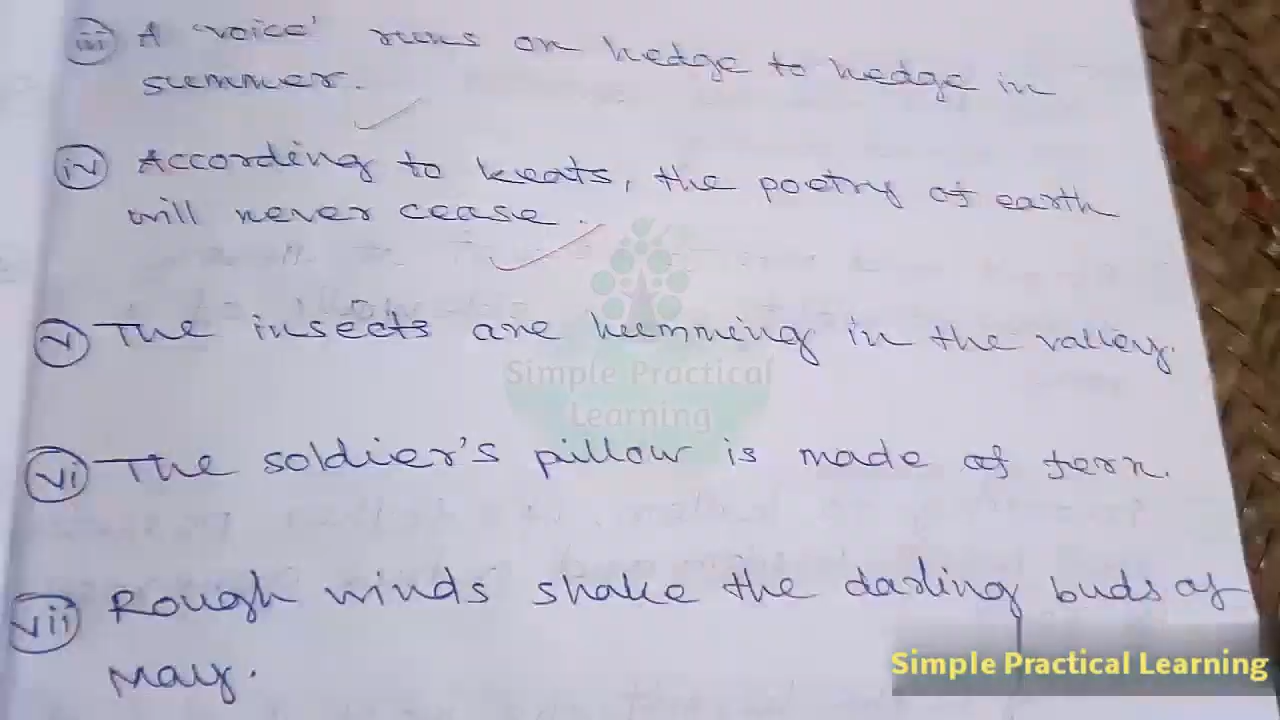 iii A 'voice' runs on hedge to hedge in
summer.
iv According to keats, the poetry of earth
will never cease.
v The insects are humming in the valley.
Simple Practical
Learning
vi The soldier's pillow is made of fern.
vii Rough winds shake the darling buds of
May.
Simple Practical Learning